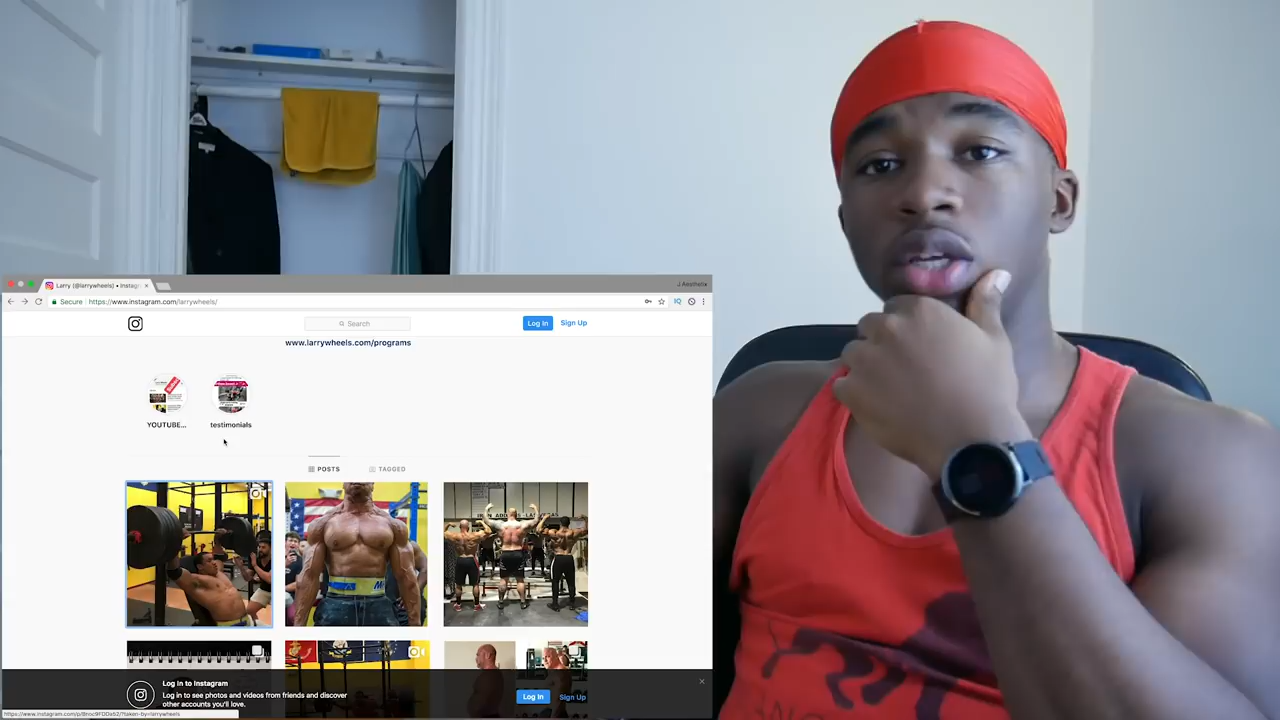 Larry (@larrywheels) • Instag
J Aesthetix
Secure
https://www.instagram.com/larrywheels/
Search
Log In
Sign Up
www.larrywheels.com/programs
YOUTUBE...
testimonials
POSTS
TAGGED
Log in to Instagram
Log in to see photos and videos from friends and discover
other accounts you'll love.
Log In
Sign Up